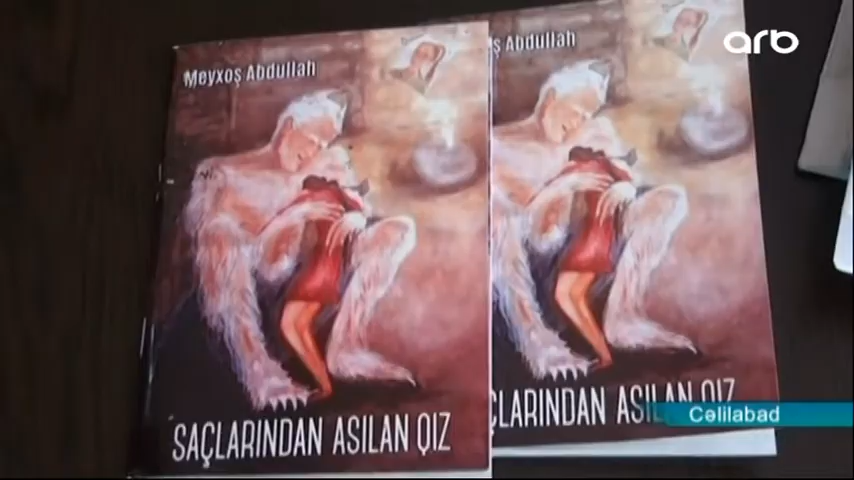 arb
Meyxoş Abdullah
ş Abdullah
SAÇLARINDAN ASILAN QIZ
ÇLARINDAN ASILAN QIZ
Cəlilabad